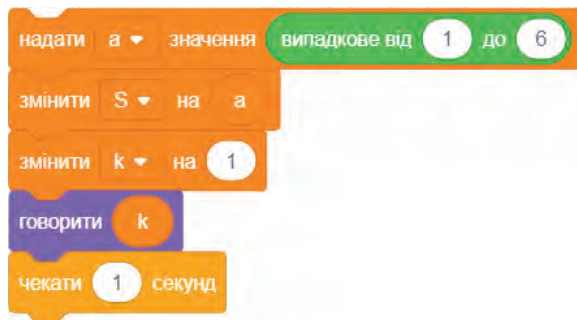 надати a значення випадкове від 1 до 6
змінити S на a
змінити k на 1
говорити k
чекати 1 секунд